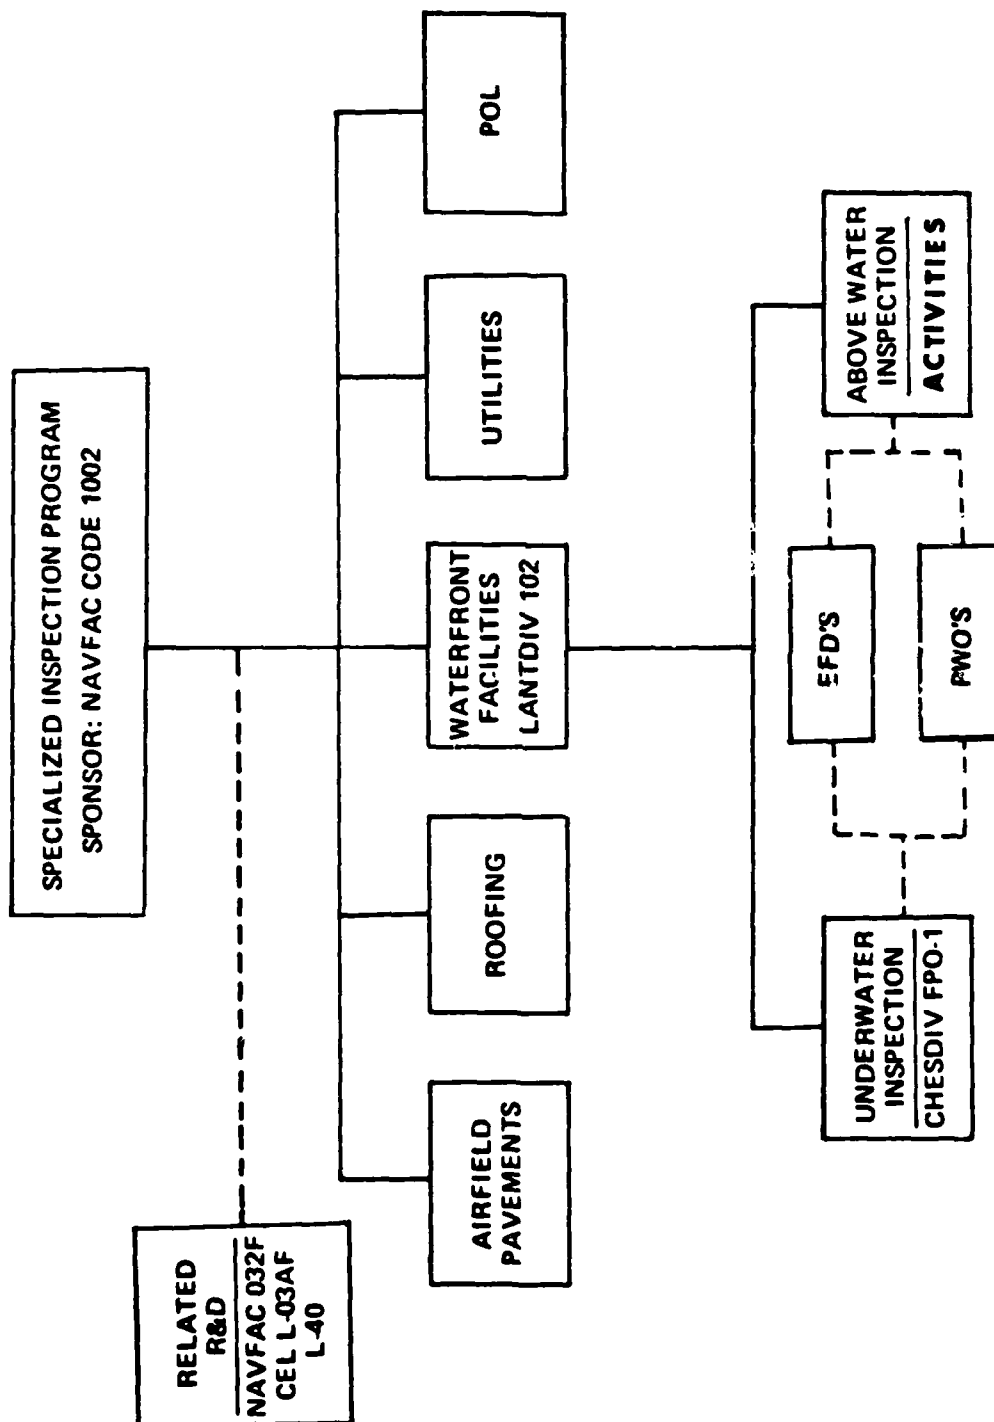 SPECIALIZED INSPECTION PROGRAM
SPONSOR: NAVFAC CODE 1002
RELATED
R&D
NAVFAC 032F
CEL L-03AF
L-40
AIRFIELD
PAVEMENTS
ROOFING
WATERFRONT
FACILITIES
LANTDIV 102
UTILITIES
POL
UNDERWATER
INSPECTION
CHESDIV FPO-1
EFD'S
PWO'S
ABOVE WATER
INSPECTION
ACTIVITIES